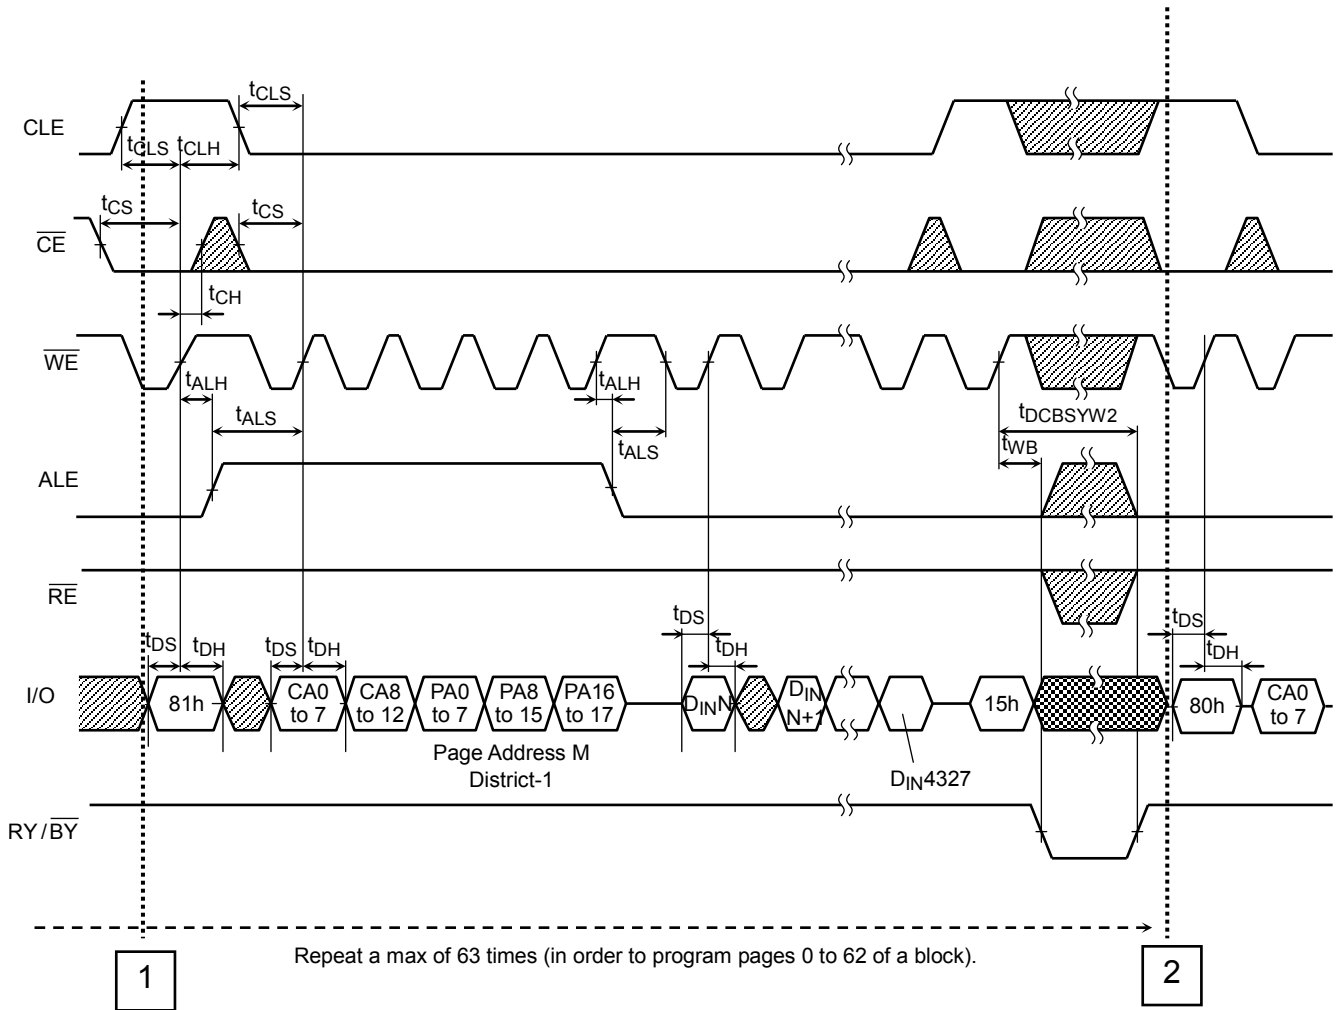 tCLS
CLE
tCLS tCLH
tCS tCS
CE
tCH
WE
tALH tALH
tDCBSYW2
tALS tALS
tWB
ALE
RE
tDS tDS
tDS tDH tDS tDH tDH tDH
I/O 81h CA0 to 7 CA8 to 12 PA0 to 7 PA8 to 15 PA16 to 17 DINN DIN N+1 15h 80h CA0 to 7
Page Address M
District-1
DIN4327
RY/BY
Repeat a max of 63 times (in order to program pages 0 to 62 of a block).
1 2